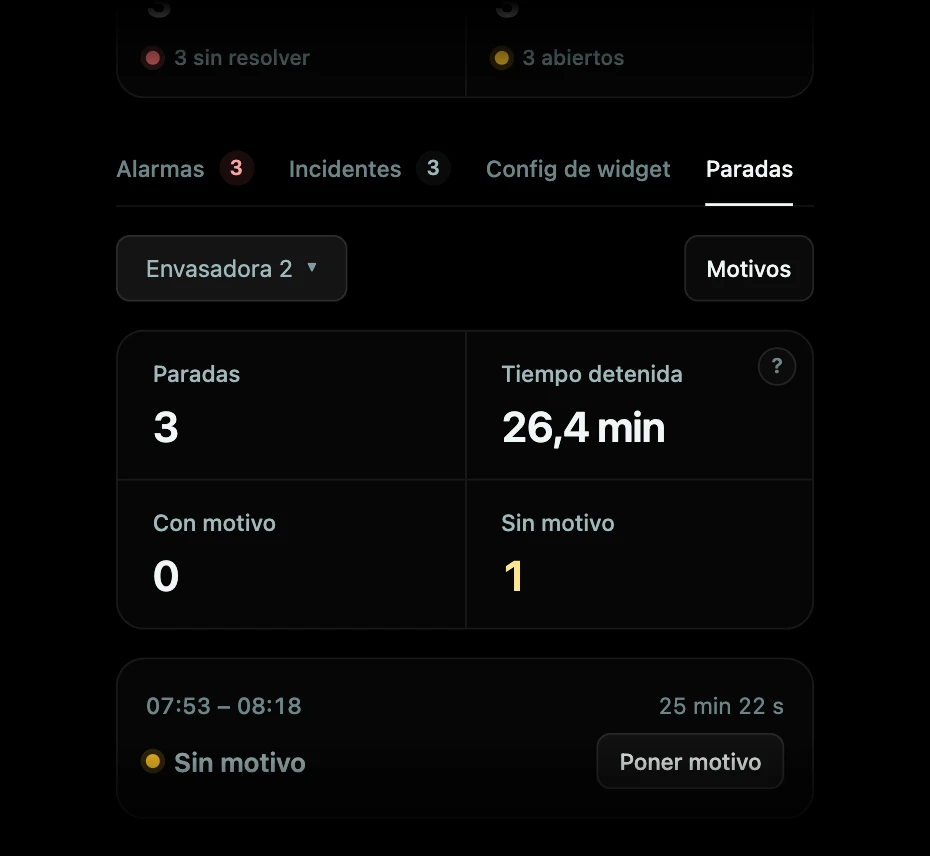 3 sin resolver
3 abiertos
Alarmas 3
Incidentes 3
Config de widget
Paradas
Envasadora 2 ▼
Motivos
Paradas
3
Tiempo detenida
?
26,4 min
Con motivo
0
Sin motivo
1
07:53 – 08:18
25 min 22 s
Sin motivo
Poner motivo